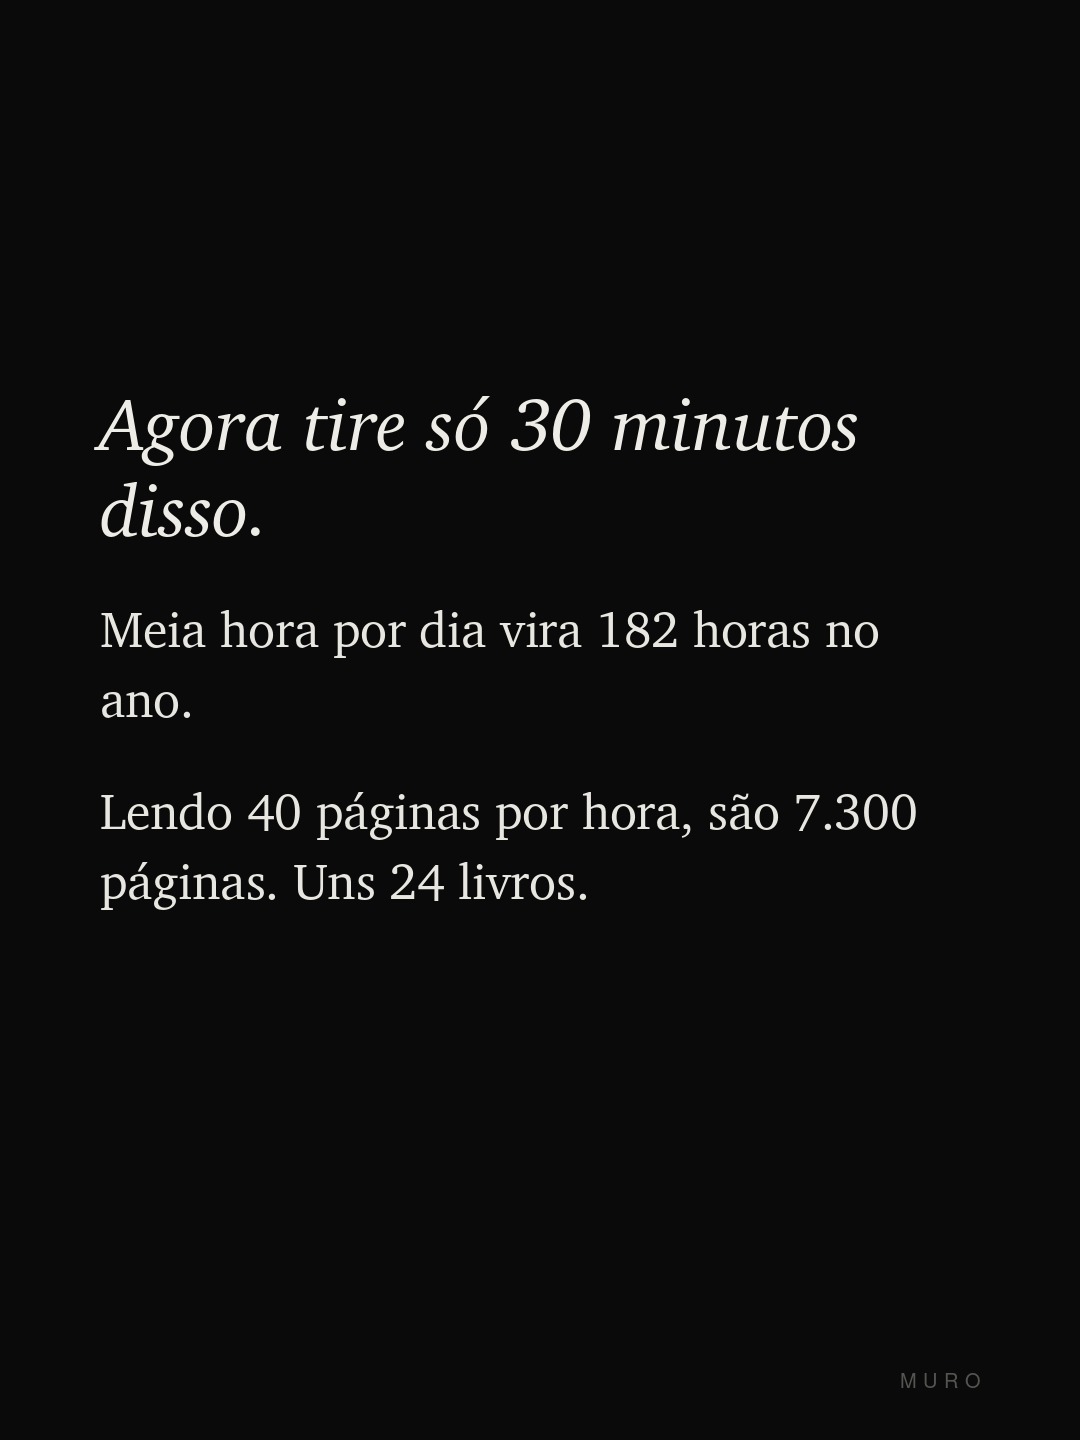 Agora tire só 30 minutos
disso.
Meia hora por dia vira 182 horas no
ano.
Lendo 40 páginas por hora, são 7.300
páginas. Uns 24 livros.
MURO